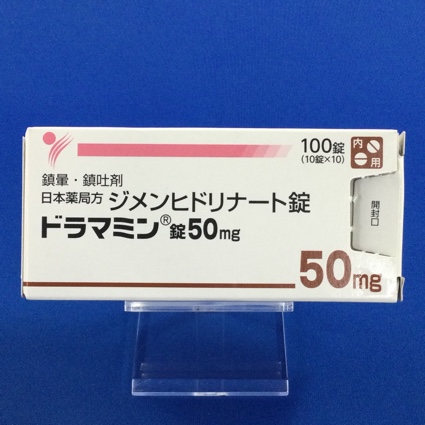 100錠
(10錠×10)
内
用
鎮暈・鎮吐剤
日本薬局方 ジメンヒドリナート錠
ドラマミン®錠50mg
開封口
50mg